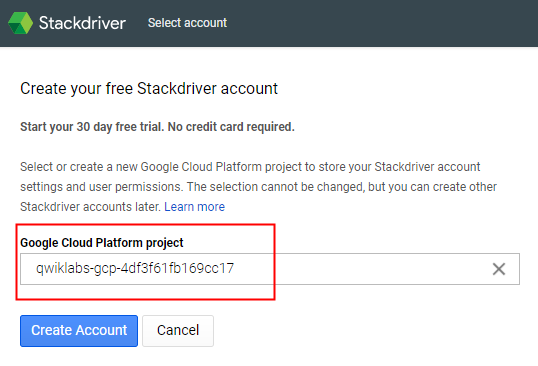 Stackdriver Select account
Create your free Stackdriver account
Start your 30 day free trial. No credit card required.
Select or create a new Google Cloud Platform project to store your Stackdriver account
settings and user permissions. The selection cannot be changed, but you can create other
Stackdriver accounts later. Learn more
Google Cloud Platform project
qwiklabs-gcp-4df3f61fb169cc17
Create Account Cancel